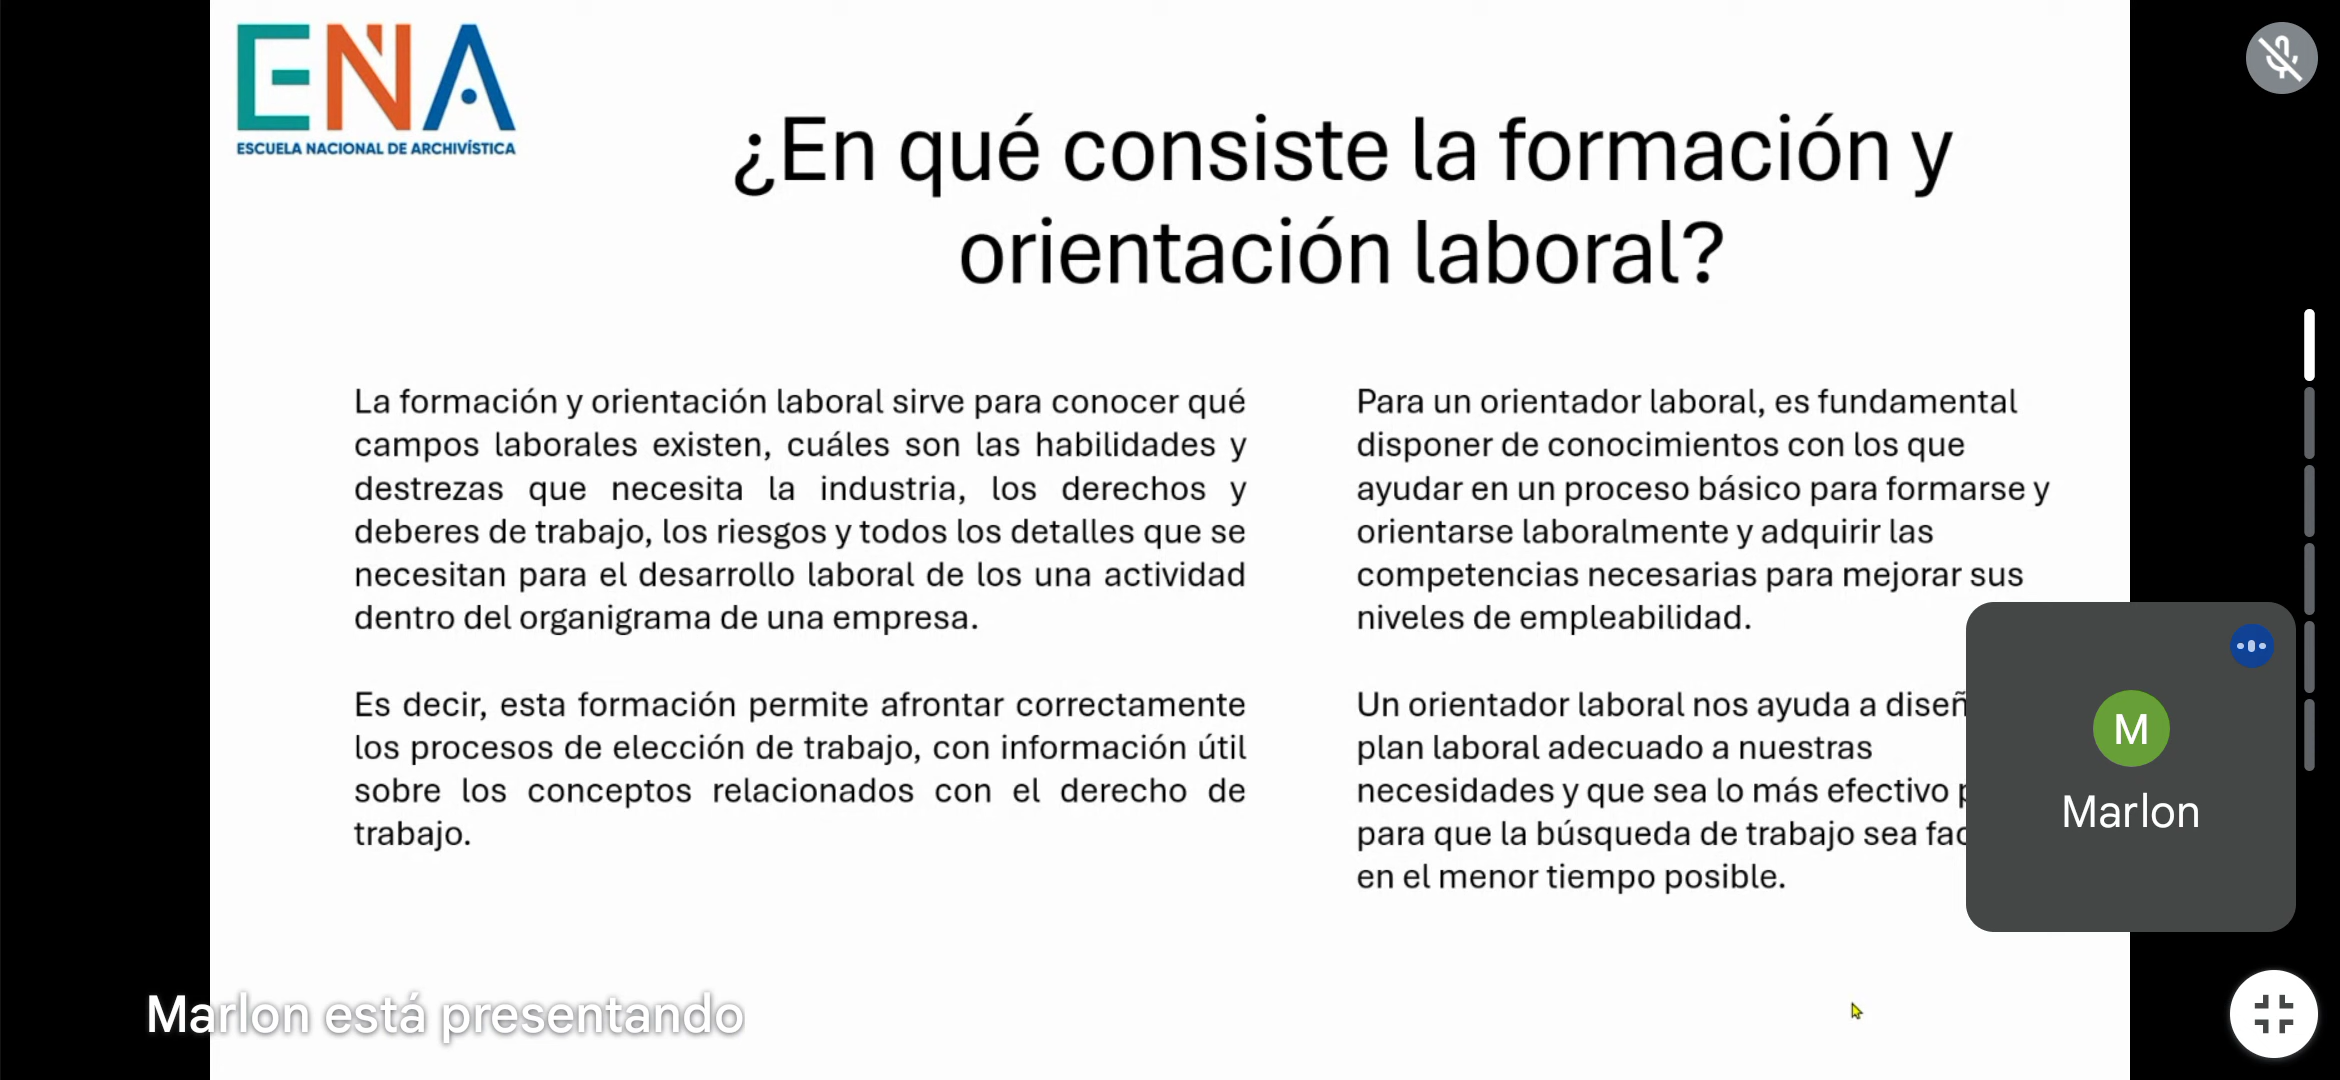 ENA
ESCUELA NACIONAL DE ARCHIVÍSTICA
¿En qué consiste la formación y
orientación laboral?
La formación y orientación laboral sirve para conocer qué
campos laborales existen, cuáles son las habilidades y
destrezas que necesita la industria, los derechos y
deberes de trabajo, los riesgos y todos los detalles que se
necesitan para el desarrollo laboral de los una actividad
dentro del organigrama de una empresa.
Es decir, esta formación permite afrontar correctamente
los procesos de elección de trabajo, con información útil
sobre los conceptos relacionados con el derecho de
trabajo.
Para un orientador laboral, es fundamental
disponer de conocimientos con los que
ayudar en un proceso básico para formarse y
orientarse laboralmente y adquirir las
competencias necesarias para mejorar sus
niveles de empleabilidad.
Un orientador laboral nos ayuda a
plan laboral adecuado a nuestras
necesidades y que sea lo más efectivo
para que la búsqueda de trabajo sea
en el menor tiempo posible.
M
Marlon
Marlon está presentando